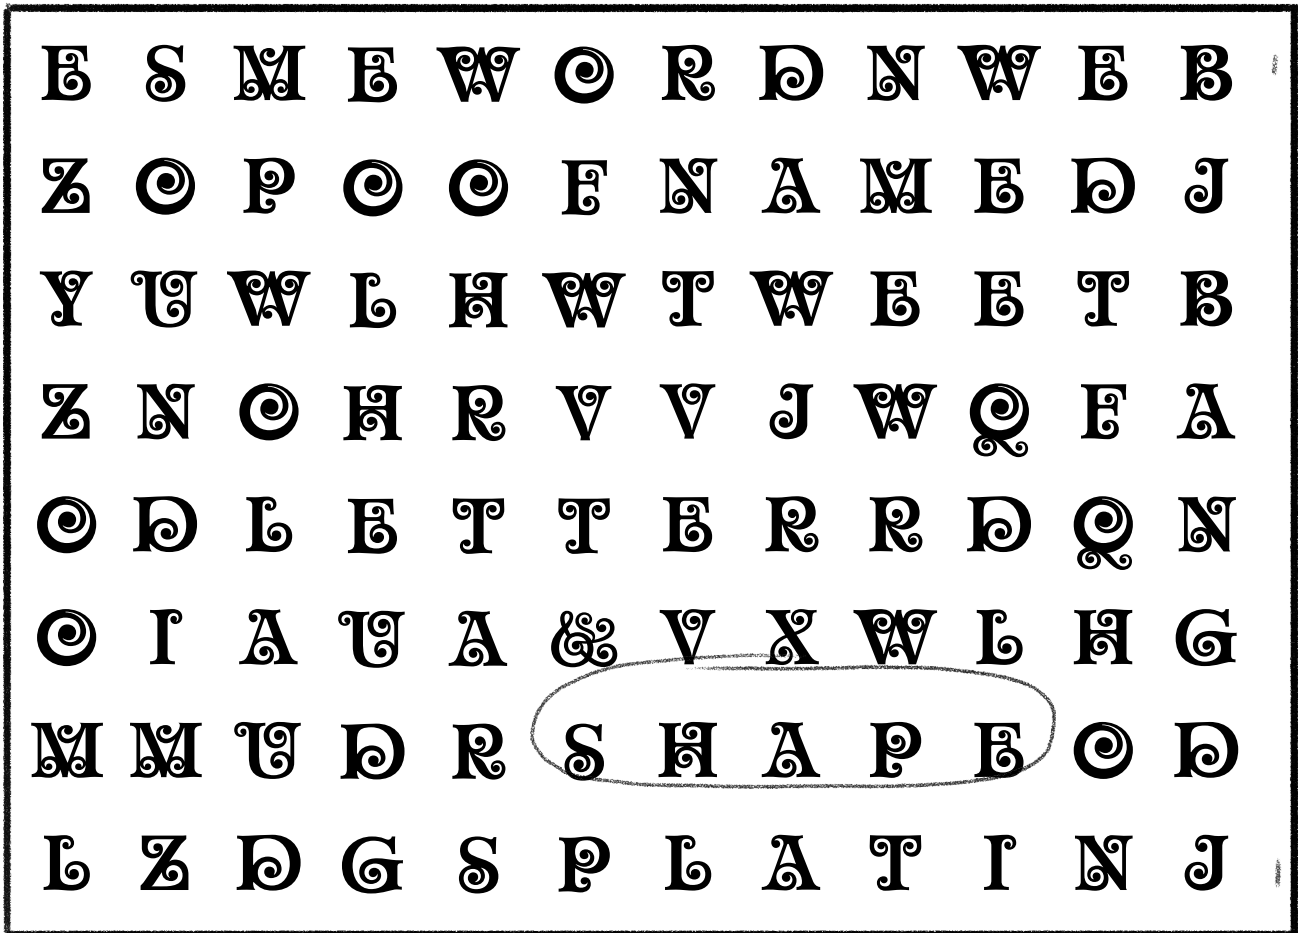 E S M E W O R D N W E B
Z O P O O F N A M E D J
Y U W L H W T W E E T B
Z N O H R V V J W Q F A
O D L E T T E R R D Q N
O I A U A & V X W L H G
M M U D R S H A P E O D
L Z D G S P L A T I N J